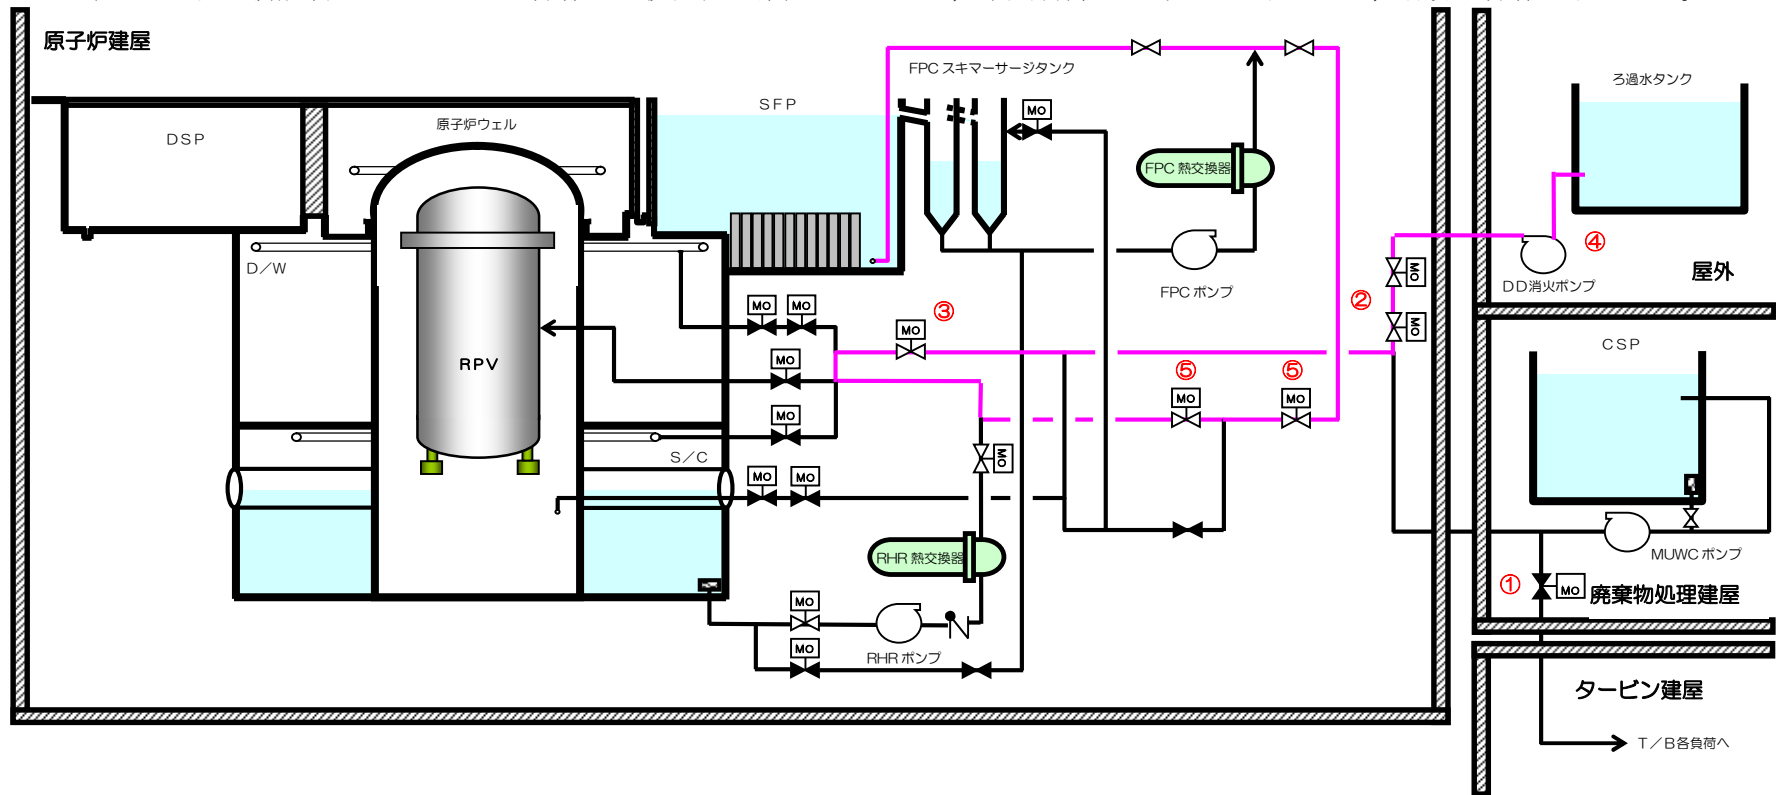 原子炉建屋
FPC スキマーサージタンク
ろ過水タンク
SFP
MO
DSP
原子炉ウェル
FPC 熱交換器
④
D/W
屋外
FPC ポンプ
DD消火ポンプ
MO
②
MO
MO
MO
③
MO
MO
CSP
RPV
MO
⑤
⑤
MO
MO
MO
S/C
MO
MO
MO
RHR 熱交換器
MUWC ポンプ
①
MO
廃棄物処理建屋
MO
RHR ポンプ
MO
タービン建屋
T/B各負荷へ